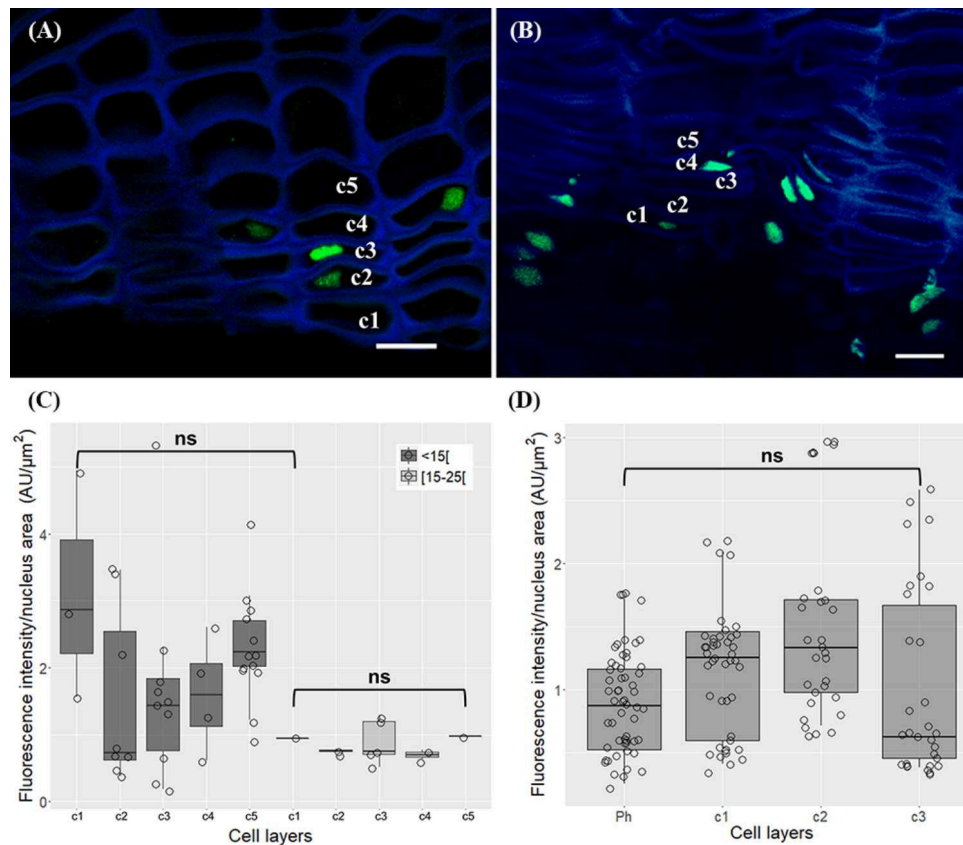 (A)
c5
c4
c3
c2
c1
(B)
c5
c4
c3
c2
c1
(C)
Fluorescence intensity/nucleus area (AU/µm²)
4
2
0
ns
<15[
[15-25[
ns
c1 c2 c3 c4 c5 c1 c2 c3 c4 c5
Cell layers
(D)
Fluorescence intensity/nucleus area (AU/µm²)
3
2
1
ns
Ph c1 c2 c3
Cell layers